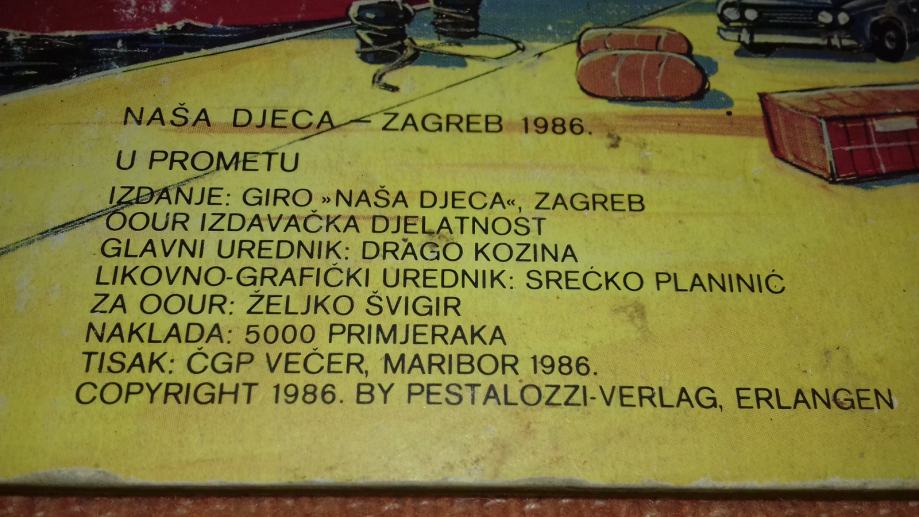 NAŠA DJECA — ZAGREB 1986.
U PROMETU
IZDANJE: GIRO »NAŠA DJECA«, ZAGREB
OOUR IZDAVAČKA DJELATNOST
GLAVNI UREDNIK: DRAGO KOZINA
LIKOVNO-GRAFIČKI UREDNIK: SREĆKO PLANINIĆ
ZA OOUR: ŽELJKO ŠVIGIR
NAKLADA: 5000 PRIMJERAKA
TISAK: ČGP VEČER, MARIBOR 1986.
COPYRIGHT 1986. BY PESTALOZZI-VERLAG, ERLANGEN